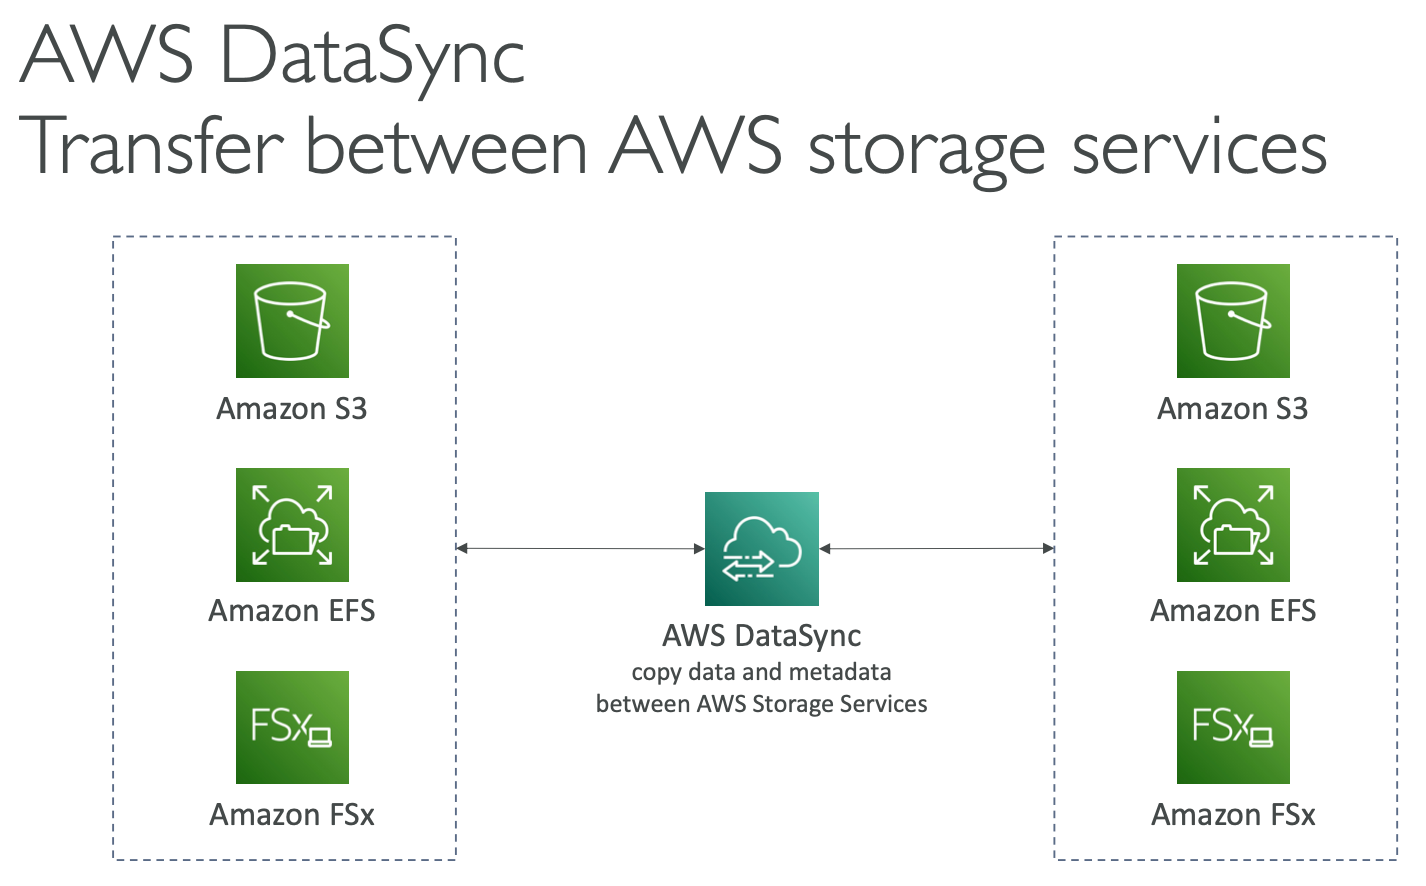 AWS DataSync
Transfer between AWS storage services
Amazon S3
Amazon EFS
FSx
Amazon FSx
AWS DataSync
copy data and metadata
between AWS Storage Services
Amazon S3
Amazon EFS
FSx
Amazon FSx